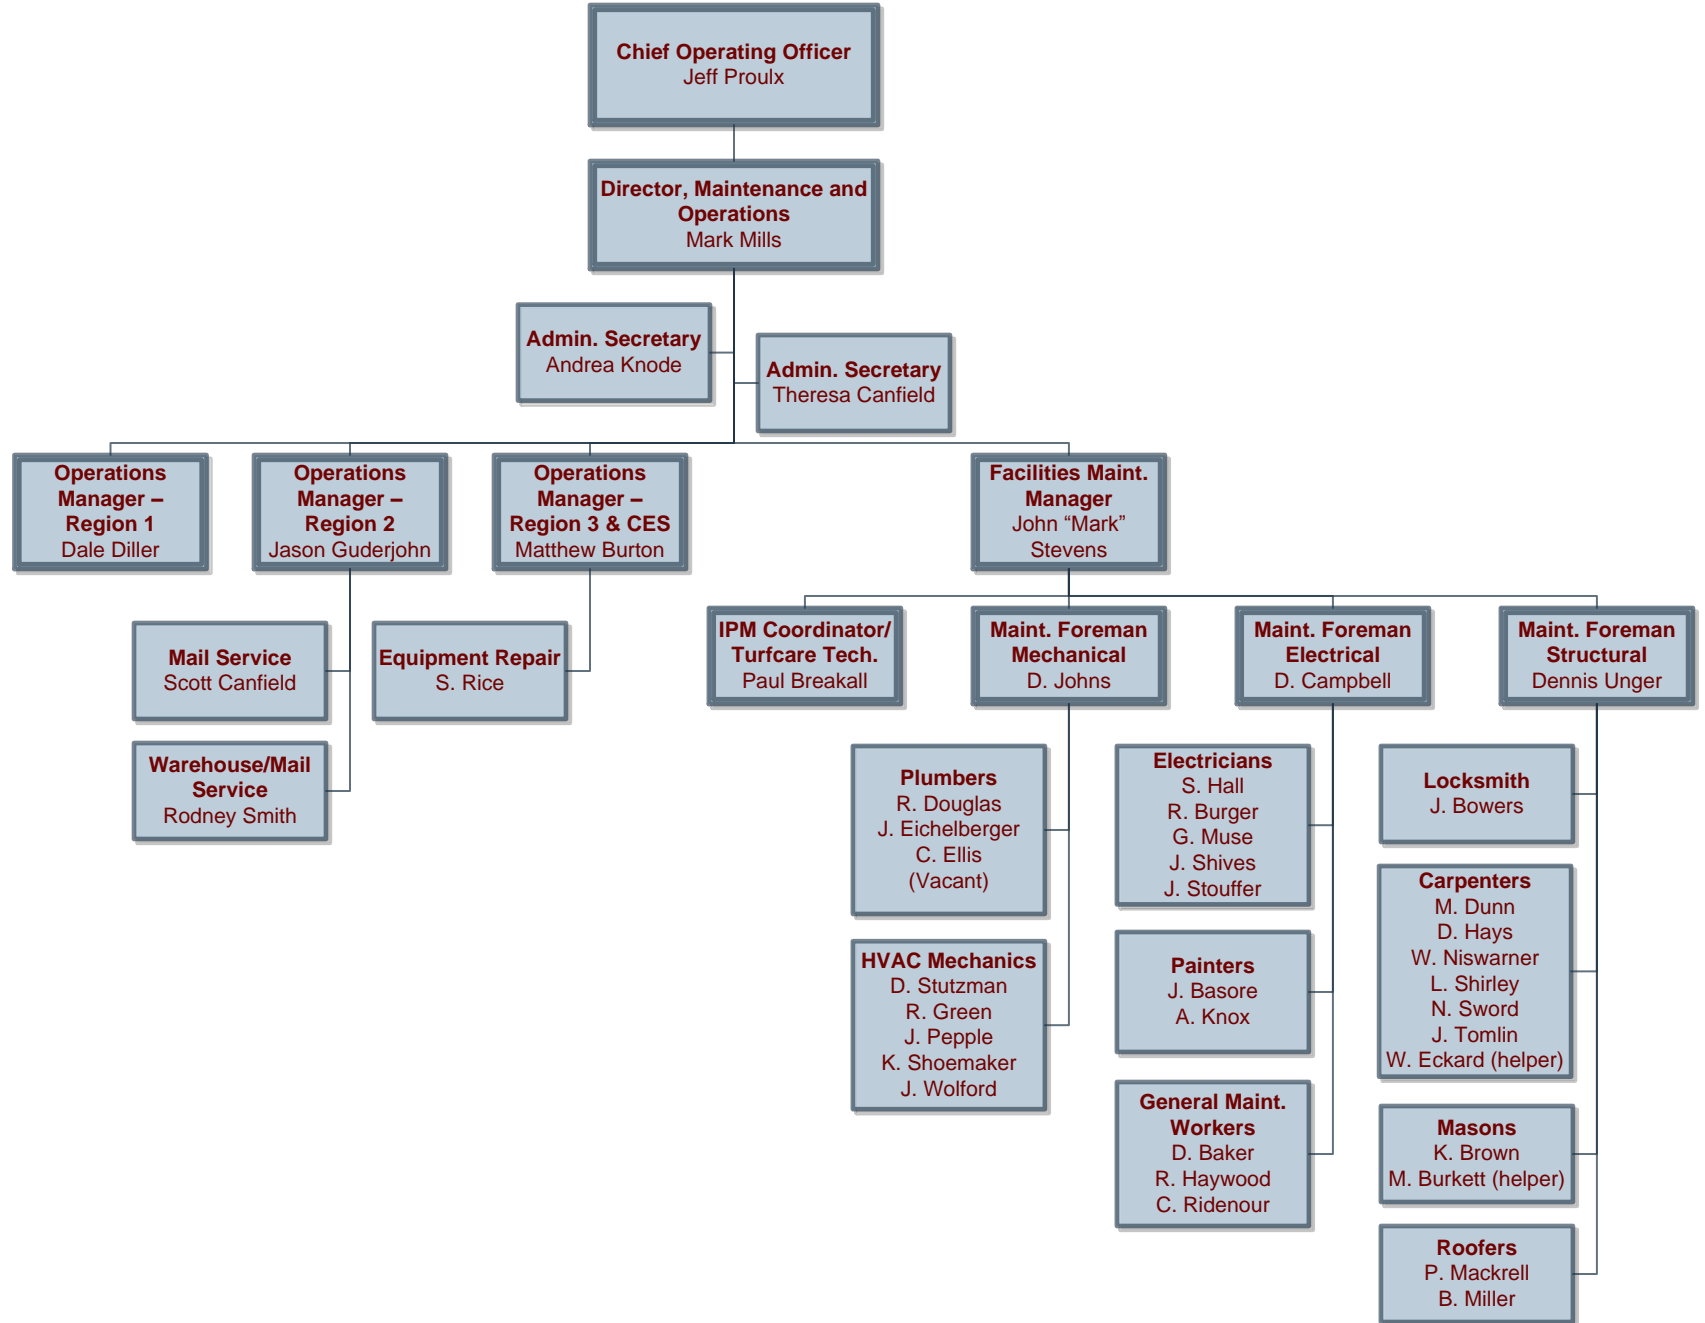 Chief Operating Officer
Jeff Proulx
Director, Maintenance and
Operations
Mark Mills
Admin. Secretary
Andrea Knode
Admin. Secretary
Theresa Canfield
Operations
Manager –
Region 1
Dale Diller
Operations
Manager –
Region 2
Jason Guderjohn
Operations
Manager –
Region 3 & CES
Matthew Burton
Facilities Maint.
Manager
John “Mark”
Stevens
Mail Service
Scott Canfield
Warehouse/Mail
Service
Rodney Smith
Equipment Repair
S. Rice
IPM Coordinator/
Turfcare Tech.
Paul Breakall
Maint. Foreman
Mechanical
D. Johns
Maint. Foreman
Electrical
D. Campbell
Maint. Foreman
Structural
Dennis Unger
Plumbers
R. Douglas
J. Eichelberger
C. Ellis
(Vacant)
HVAC Mechanics
D. Stutzman
R. Green
J. Pepple
K. Shoemaker
J. Wolford
Electricians
S. Hall
R. Burger
G. Muse
J. Shives
J. Stouffer
Painters
J. Basore
A. Knox
General Maint.
Workers
D. Baker
R. Haywood
C. Ridenour
Locksmith
J. Bowers
Carpenters
M. Dunn
D. Hays
W. Niswarner
L. Shirley
N. Sword
J. Tomlin
W. Eckard (helper)
Masons
K. Brown
M. Burkett (helper)
Roofers
P. Mackrell
B. Miller